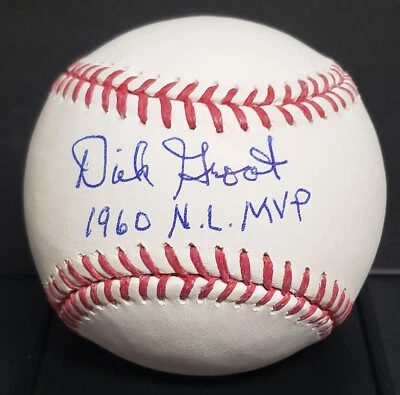 Dick Groat
1960 N.L. MVP